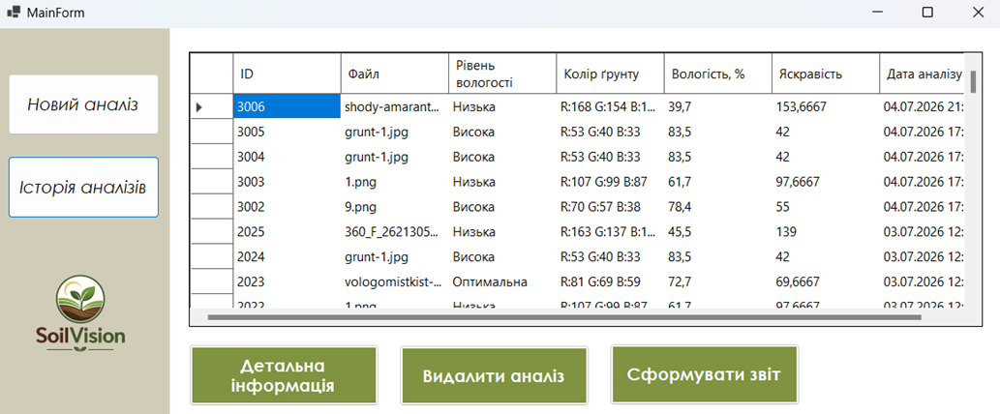 MainForm
Новий аналіз
Історія аналізів
SoilVision
ID Файл Рівень вологості Колір ґрунту Вологість, % Яскравість Дата аналізу
3006 shody-amarant... Низька R:168 G:154 B:1... 39,7 153,6667 04.07.2026 21:
3005 grunt-1.jpg Висока R:53 G:40 B:33 83,5 42 04.07.2026 17:
3004 grunt-1.jpg Висока R:53 G:40 B:33 83,5 42 04.07.2026 17:
3003 1.png Низька R:107 G:99 B:87 61,7 97,6667 04.07.2026 17:
3002 9.png Висока R:70 G:57 B:38 78,4 55 04.07.2026 17:
2025 360_F_2621305... Низька R:163 G:137 B:1... 45,5 139 03.07.2026 12:
2024 grunt-1.jpg Висока R:53 G:40 B:33 83,5 42 03.07.2026 12:
2023 vologomistkist-... Оптимальна R:81 G:69 B:59 72,7 69,6667 03.07.2026 12:
2022 1.png Низька R:107 G:99 B:87 61,7 97,6667 03.07.2026 12:
Детальна
інформація
Видалити аналіз
Сформувати звіт